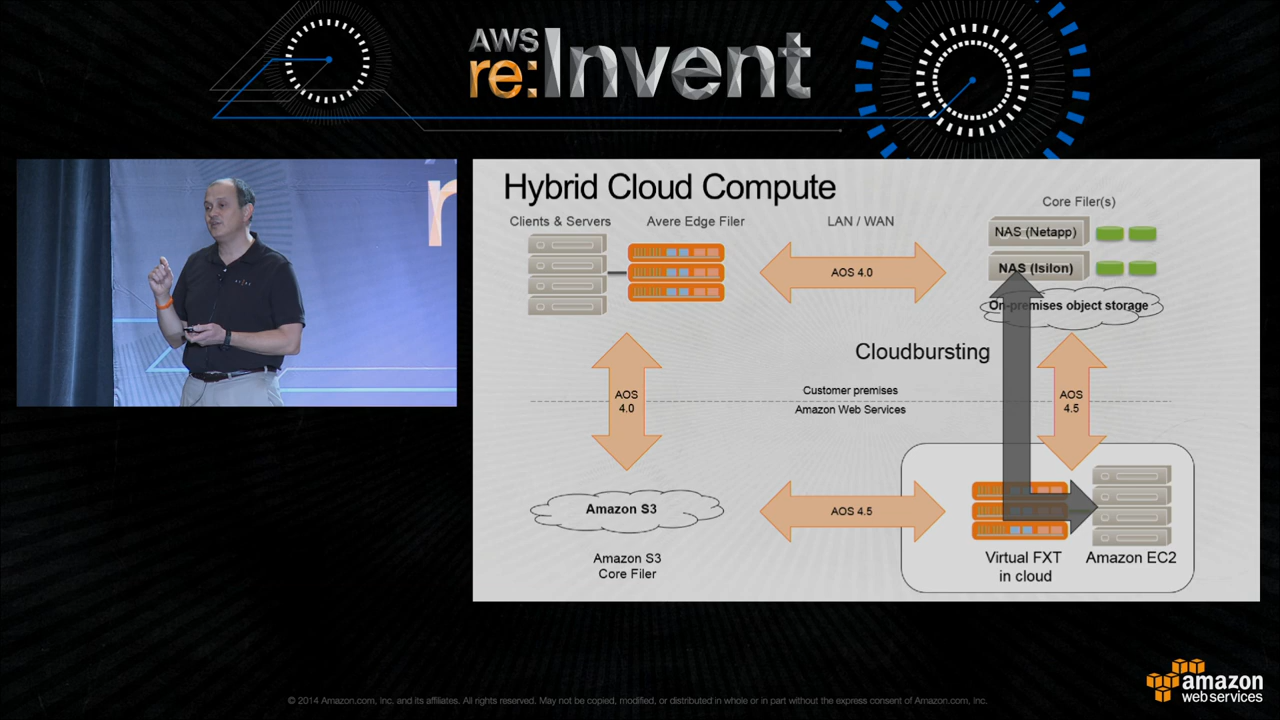 AWS
re:Invent
Hybrid Cloud Compute
Clients & Servers
Avere Edge Filer
LAN / WAN
Core Filer(s)
NAS (Netapp)
AOS 4.0
NAS (Isilon)
On-premises object storage
Cloudbursting
Customer premises
Amazon Web Services
AOS
4.0
AOS
4.5
Amazon S3
AOS 4.5
Amazon S3
Core Filer
Virtual FXT
in cloud
Amazon EC2
amazon
web services
© 2014 Amazon.com, Inc. and its affiliates. All rights reserved. May not be copied, modified, or distributed in whole or in part without the express consent of Amazon.com, Inc.